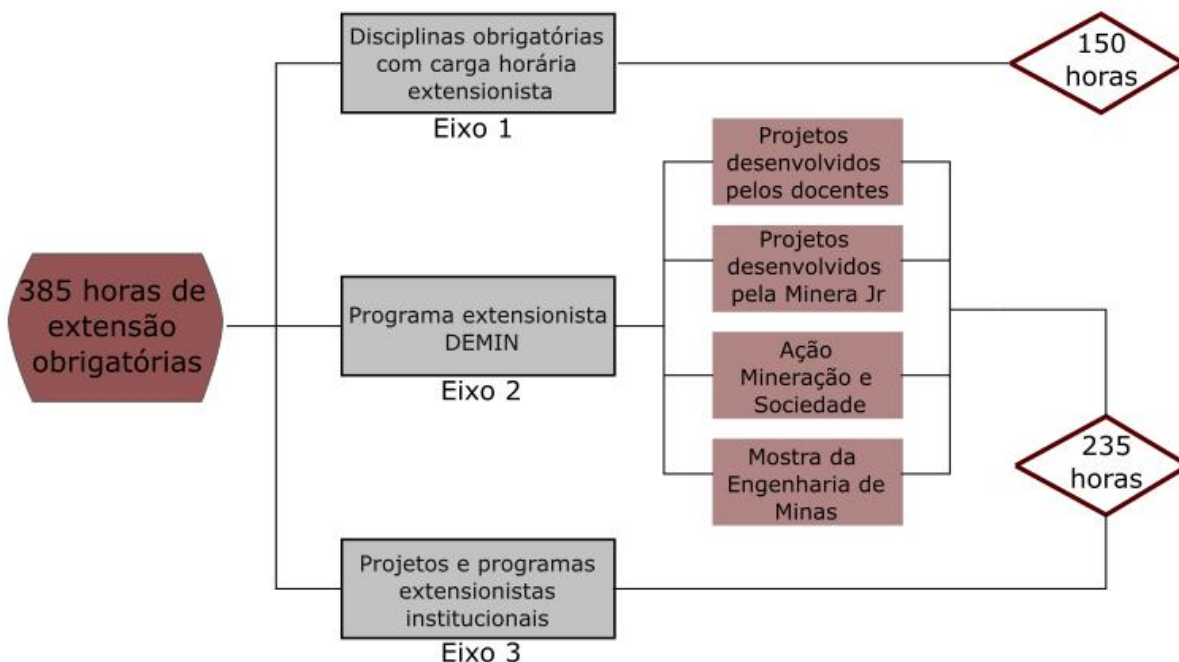 Disciplinas obrigatórias
com carga horária
extensionista
Eixo 1
150
horas
385 horas de
extensão
obrigatórias
Programa extensionista
DEMIN
Eixo 2
Projetos
desenvolvidos
pelos docentes
Projetos
desenvolvidos
pela Minera Jr
Ação
Mineração e
Sociedade
Mostra da
Engenharia de
Minas
235
horas
Projetos e programas
extensionistas
institucionais
Eixo 3